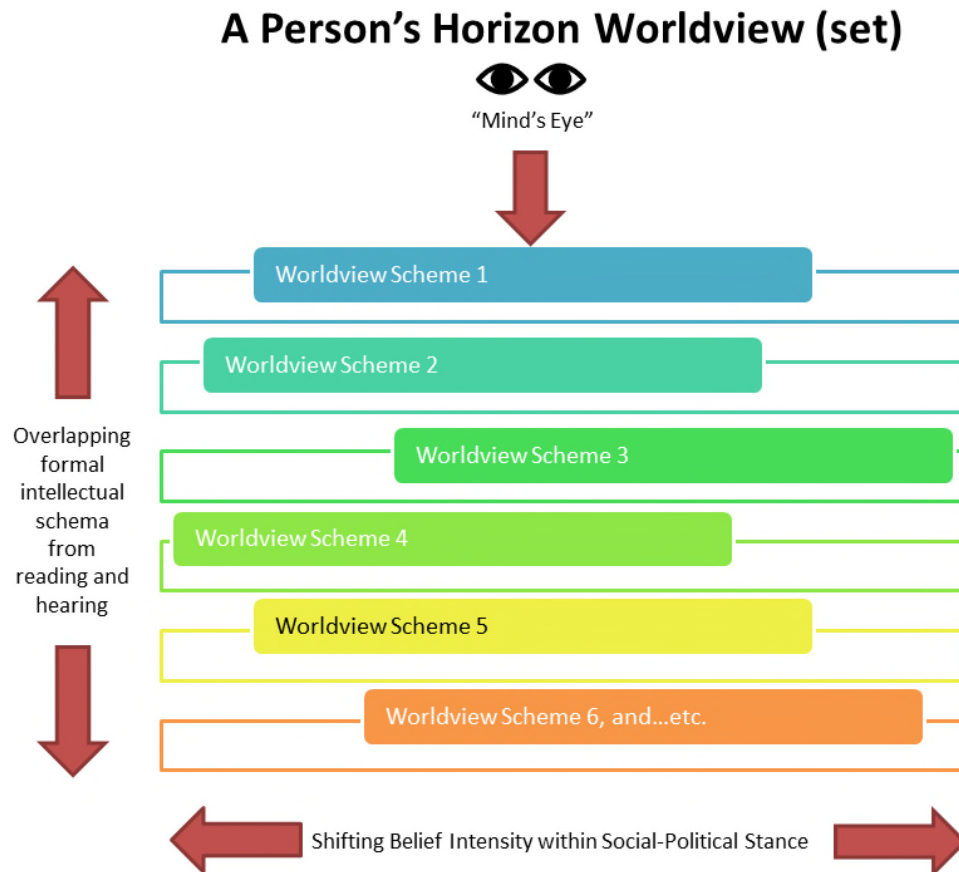 A Person’s Horizon Worldview (set)
“Mind’s Eye”
Worldview Scheme 1
Worldview Scheme 2
Worldview Scheme 3
Worldview Scheme 4
Worldview Scheme 5
Worldview Scheme 6, and...etc.
Overlapping
formal
intellectual
schema
from
reading and
hearing
Shifting Belief Intensity within Social-Political Stance